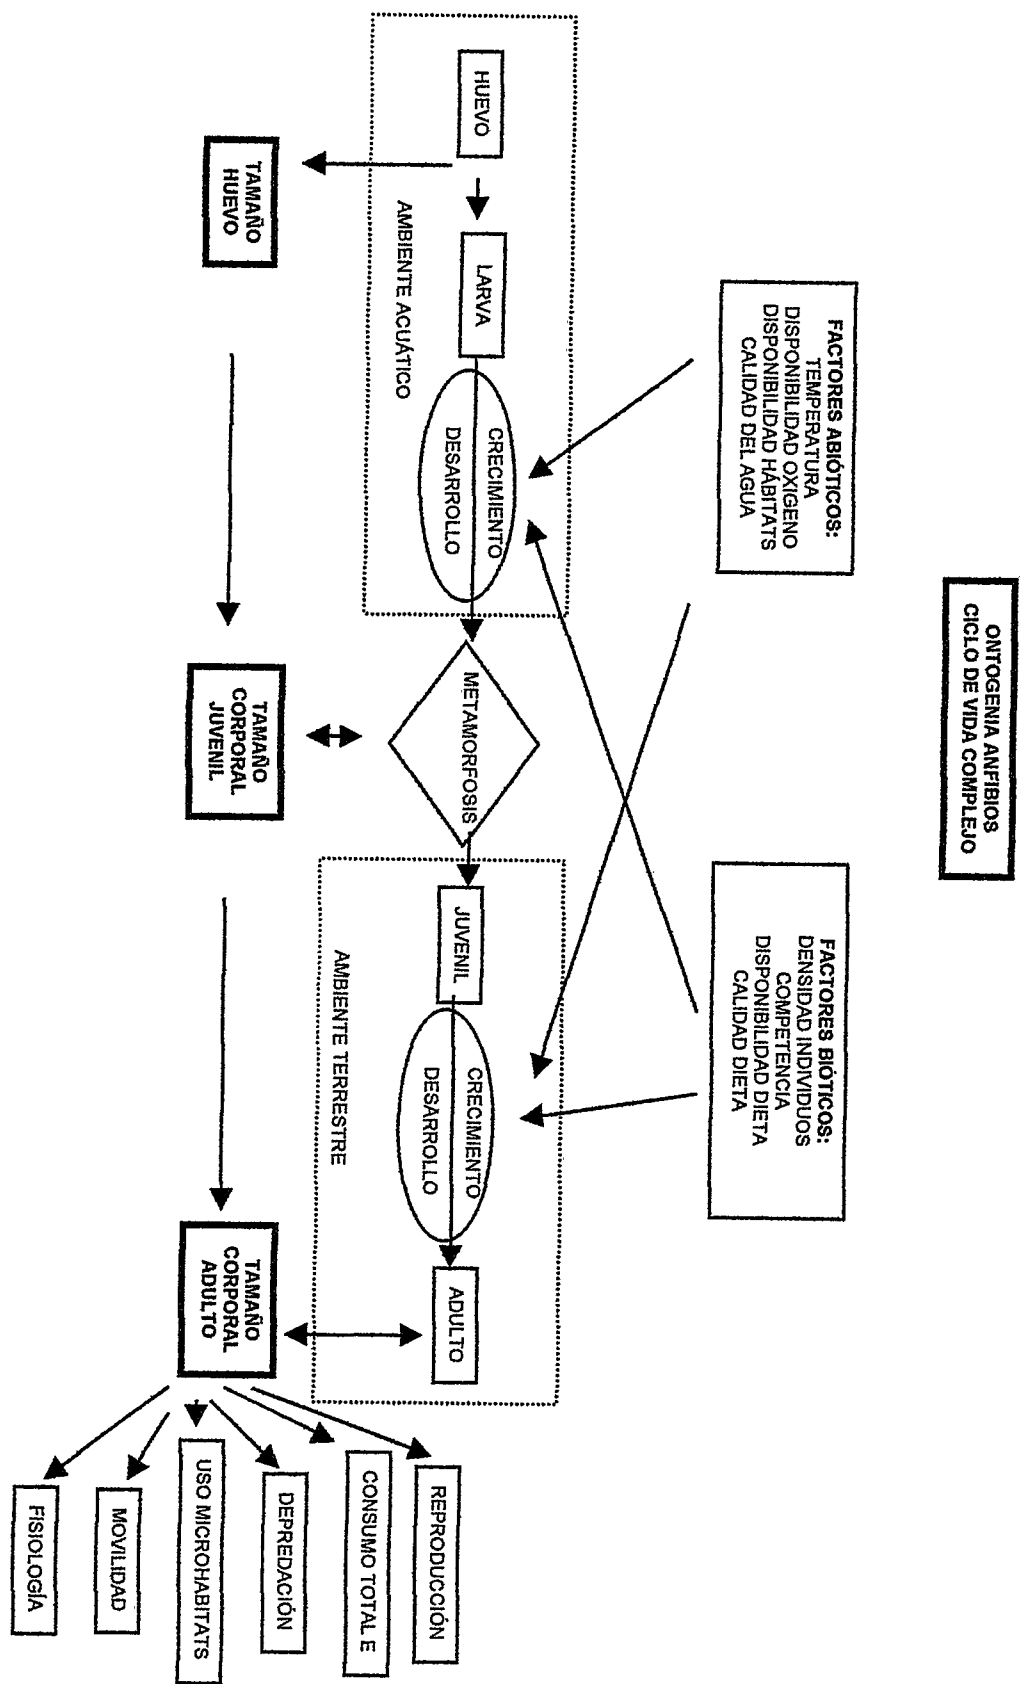 ONTOGENIA ANFIBIOS
CICLO DE VIDA COMPLEJO
FACTORES ABIÓTICOS:
TEMPERATURA
DISPONIBILIDAD OXIGENO
DISPONIBILIDAD HÁBITATS
CALIDAD DEL AGUA
FACTORES BIÓTICOS:
DENSIDAD INDIVIDUOS
COMPETENCIA
DISPONIBILIDAD DIETA
CALIDAD DIETA
HUEVO
LARVA
CRECIMIENTO
DESARROLLO
AMBIENTE ACUÁTICO
METAMORFOSIS
JUVENIL
CRECIMIENTO
DESARROLLO
ADULTO
AMBIENTE TERRESTRE
TAMAÑO
HUEVO
TAMAÑO
CORPORAL
JUVENIL
TAMAÑO
CORPORAL
ADULTO
REPRODUCCIÓN
CONSUMO TOTAL E
DEPREDACIÓN
USO MICROHABITATS
MOVILIDAD
FISIOLOGÍA